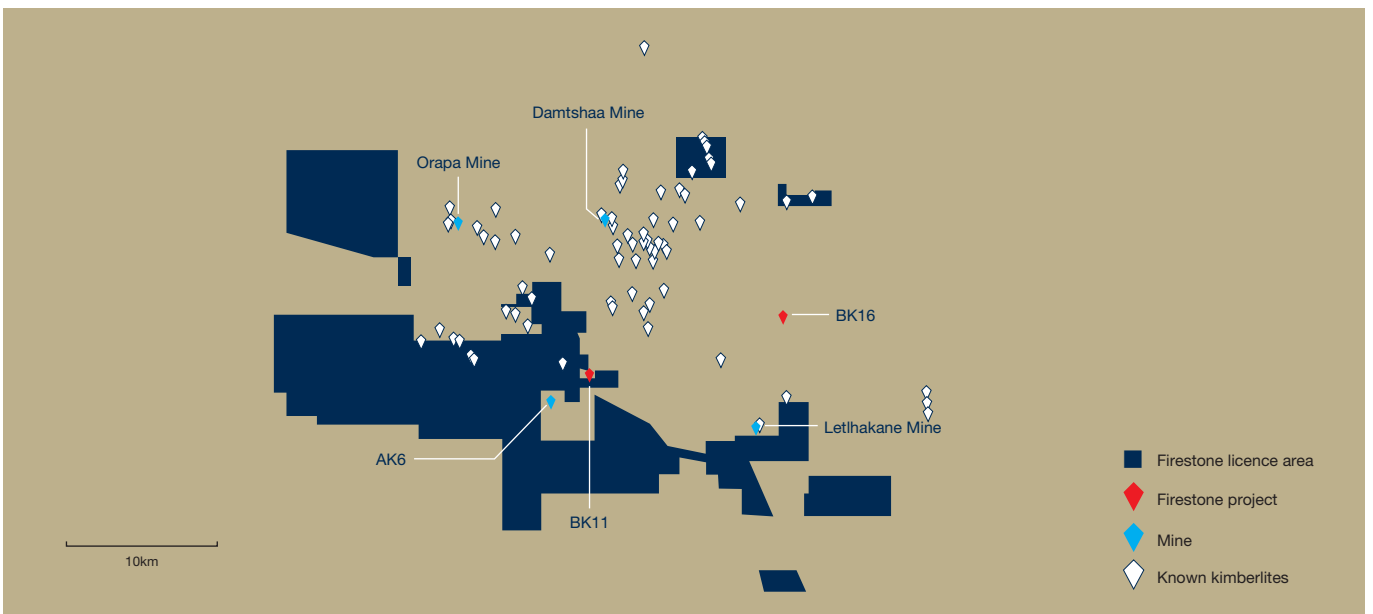 Damtshaa Mine
Orapa Mine
BK16
Letlhakane Mine
AK6
BK11
Firestone licence area
Firestone project
Mine
Known kimberlites
10km